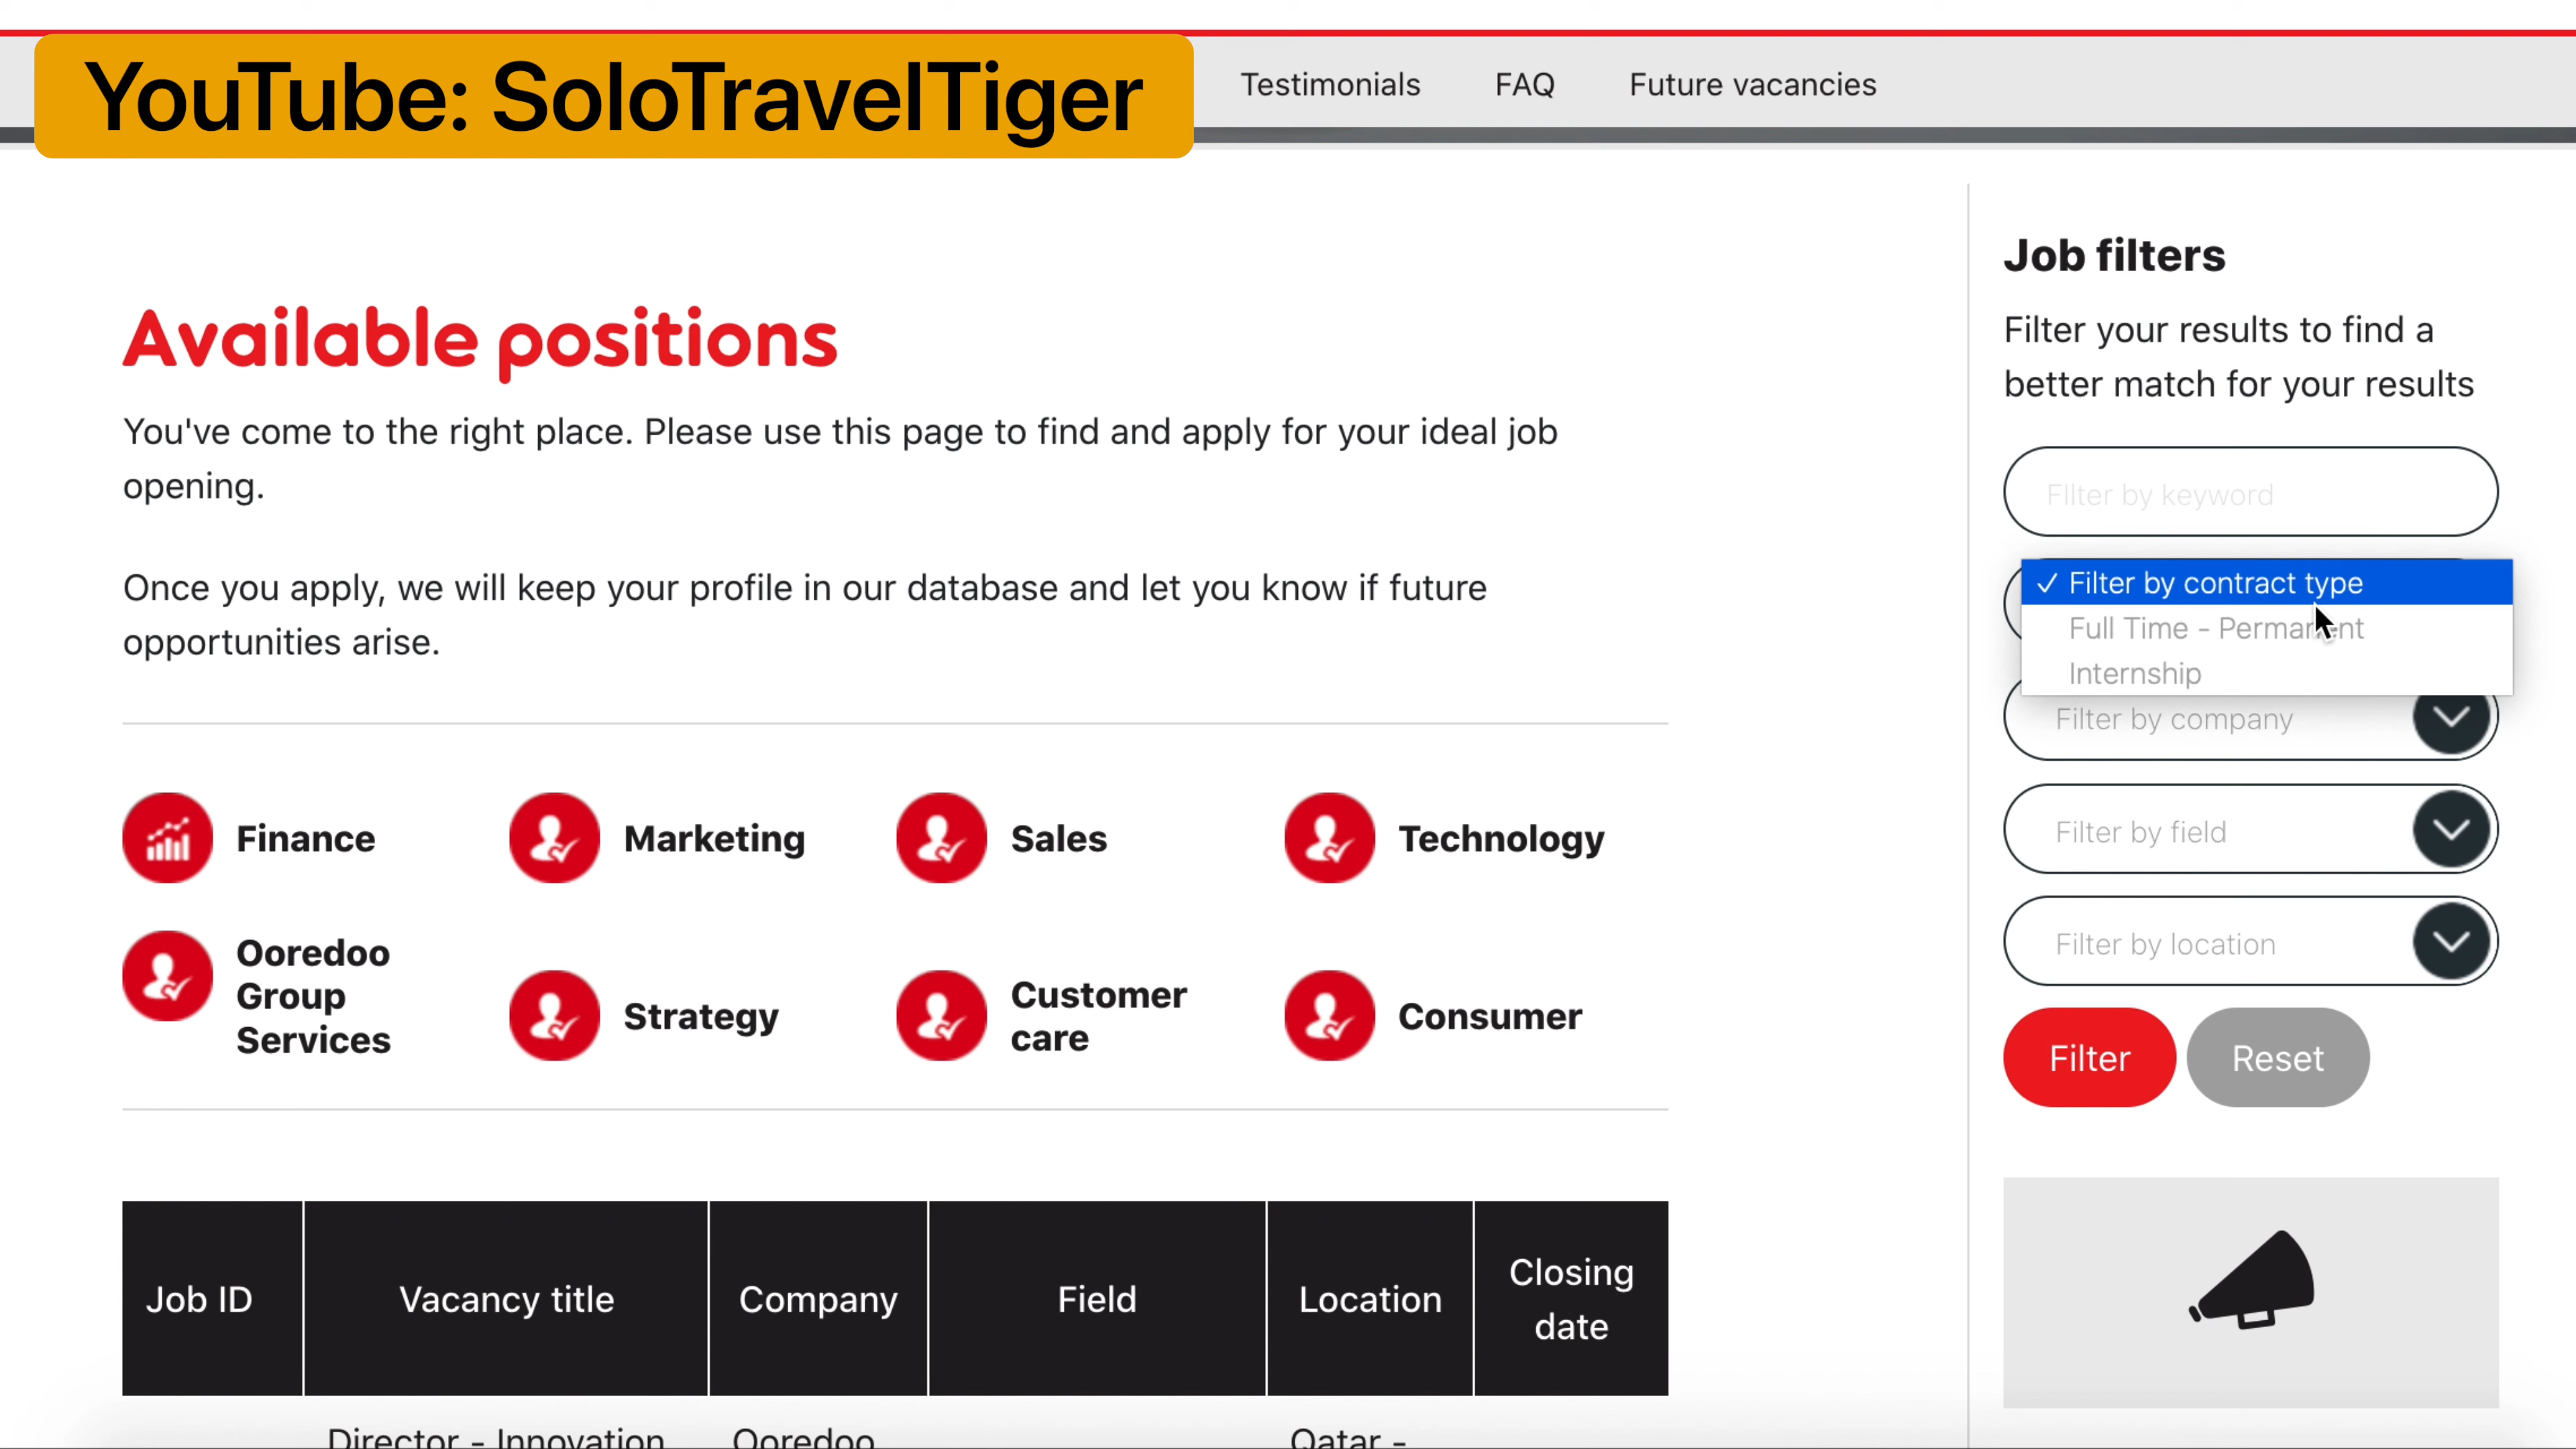 YouTube: SoloTravelTiger
Testimonials
FAQ
Future vacancies
Available positions
You've come to the right place. Please use this page to find and apply for your ideal job
opening.
Once you apply, we will keep your profile in our database and let you know if future
opportunities arise.
Finance
Marketing
Sales
Technology
Ooredoo
Group
Services
Strategy
Customer
care
Consumer
Job ID
Vacancy title
Company
Field
Location
Closing
date
Director - Innovation
Ooredoo
Qatar -
Job filters
Filter your results to find a
better match for your results
FIlter by keyword
✓ Filter by contract type
Full Time - Permanent
Internship
Filter by company
Filter by field
Filter by location
Filter
Reset